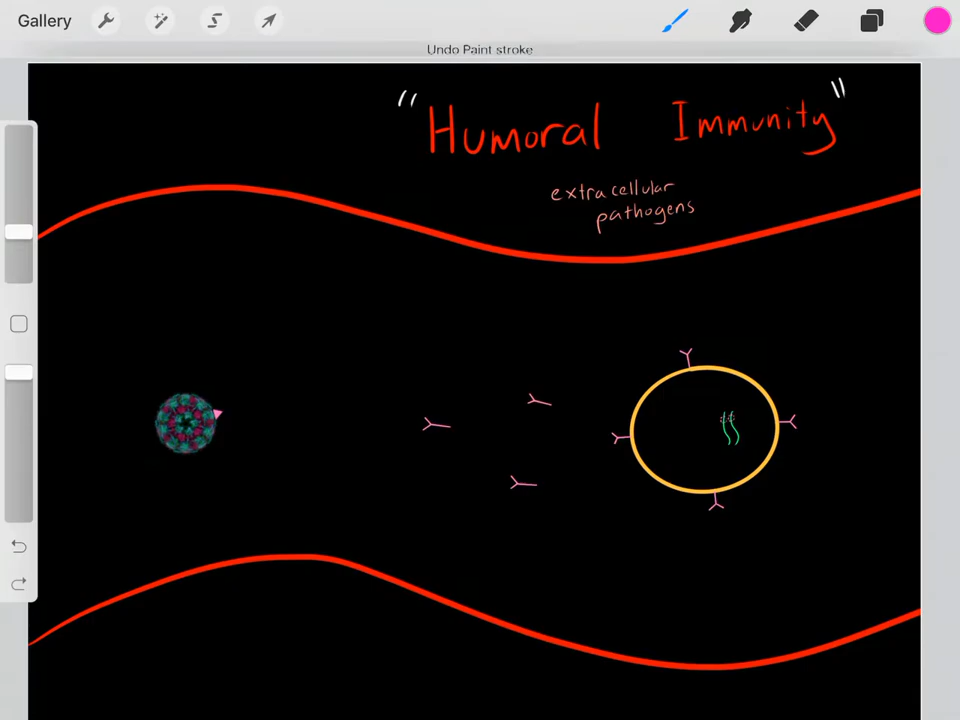 Gallery
Undo Paint stroke
"Humoral Immunity"
extracellular
pathogens